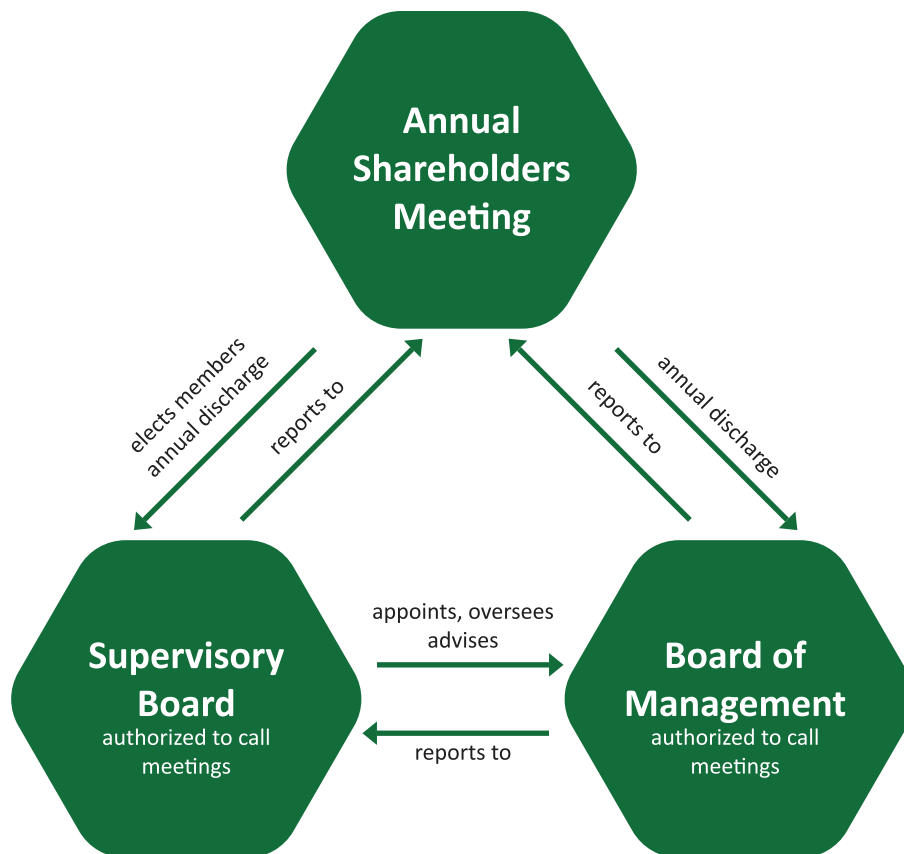 Annual
Shareholders
Meeting
elects members
annual discharge
reports to
reports to
annual discharge
appoints, oversees
advises
Supervisory
Board
authorized to call
meetings
Board of
Management
authorized to call
meetings
reports to